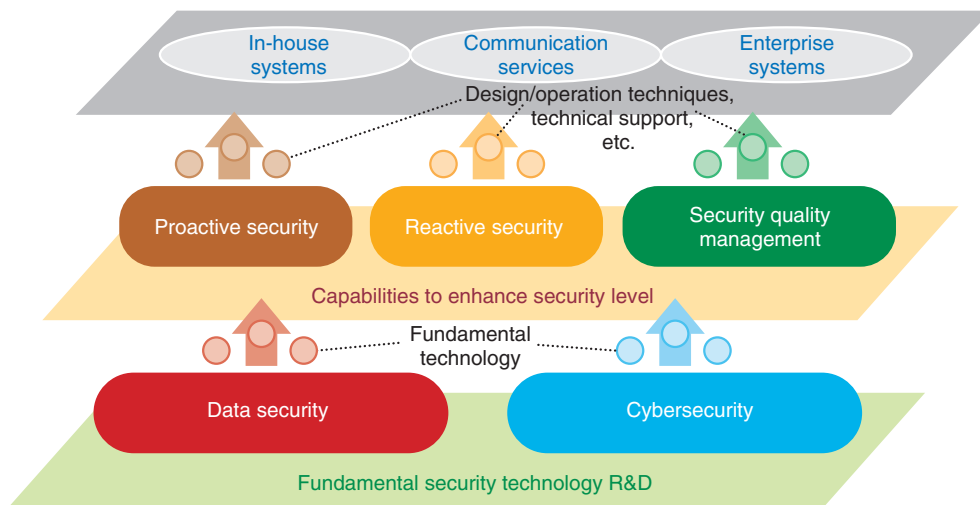 In-house
systems
Communication
services
Enterprise
systems
Design/operation techniques,
technical support,
etc.
Proactive security
Reactive security
Security quality
management
Capabilities to enhance security level
Fundamental
technology
Data security
Cybersecurity
Fundamental security technology R&D